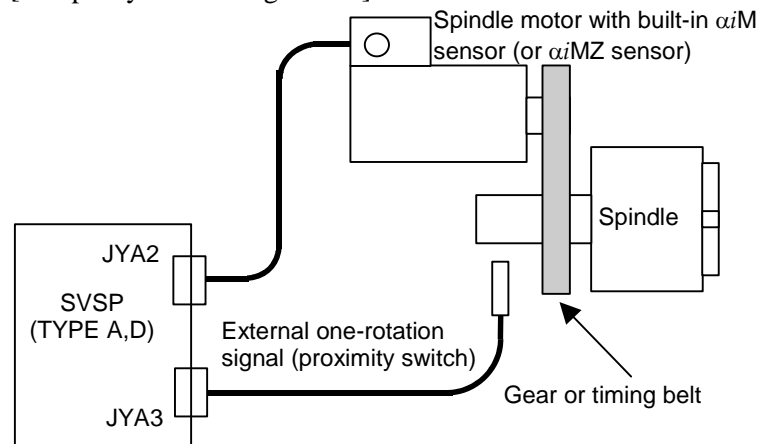 Spindle motor with built-in αiM
sensor (or αiMZ sensor)
JYA2
Spindle
SVSP
(TYPE A,D)
External one-rotation
signal (proximity switch)
Gear or timing belt
JYA3